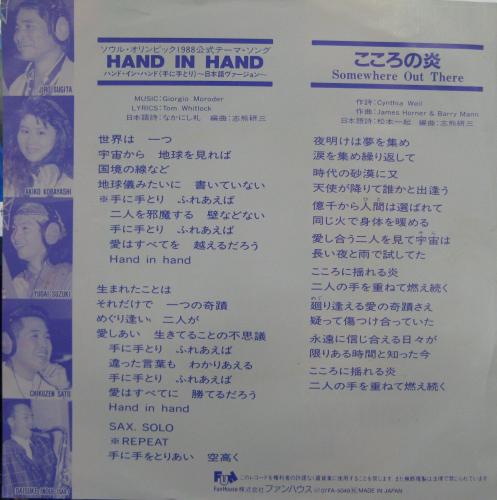 JIRO SUGITA
AKIKO KOBAYASHI
YUDAI SUZUKI
CHIKUZEN SATO
DAISUKE INOUE (SAX)
ソウル・オリンピック1988公式テーマ・ソング
HAND IN HAND
ハンド・イン・ハンド(手に手とり)〜日本語ヴァージョン〜
MUSIC: Giorgio Moroder
LYRICS: Tom Whitlock
日本語詩:なかにし礼 編曲:志熊研三
世界は 一つ
宇宙から 地球を見れば
国境の線など
地球儀みたいに 書いていない
※手に手とり ふれあえば
二人を邪魔する 壁などない
手に手とり ふれあえば
愛はすべてを 越えるだろう
Hand in hand
生まれたことは
それだけで 一つの奇蹟
めぐり逢い 二人が
愛しあい 生きてることの不思議
手に手とり ふれあえば
違った言葉も わかりあえる
手に手とり ふれあえば
愛はすべてに 勝てるだろう
Hand in hand
SAX. SOLO
※REPEAT
手に手をとりあい 空高く
こころの炎
Somewhere Out There
作詩:Cynthia Weil
作曲:James Horner & Barry Mann
日本語詩:松本一起 編曲:志熊研三
夜明けは夢を集め
涙を集め繰り返して
時代の砂漠に又
天使が降りて誰かと出逢う
億千から人間は選ばれて
同じ火で身体を暖める
愛し合う二人を見て宇宙は
長い夜と雨で試してた
こころに揺れる炎
二人の手を重ねて燃え続く
廻り逢える愛の奇蹟さえ
疑って傷つけ合っていた
永遠に信じ合える日々が
限りある時間と知った今
こころに揺れる炎
二人の手を重ねて燃え続く
FUN
FunHouse 株式会社ファンハウス
MADE IN JAPAN